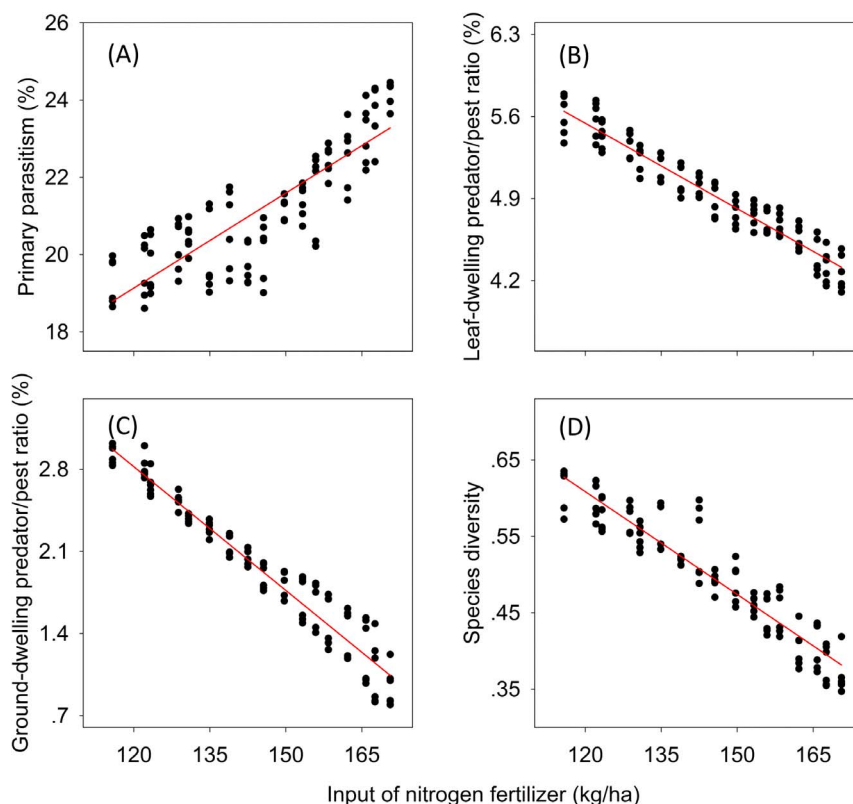 (A)
Primary parasitism (%)
26
24
22
20
18
(B)
Leaf-dwelling predator/pest ratio (%)
6.3
5.6
4.9
4.2
(C)
Ground-dwelling predator/pest ratio (%)
2.8
2.1
1.4
.7
120 135 150 165
(D)
Species diversity
.65
.55
.45
.35
120 135 150 165
Input of nitrogen fertilizer (kg/ha)